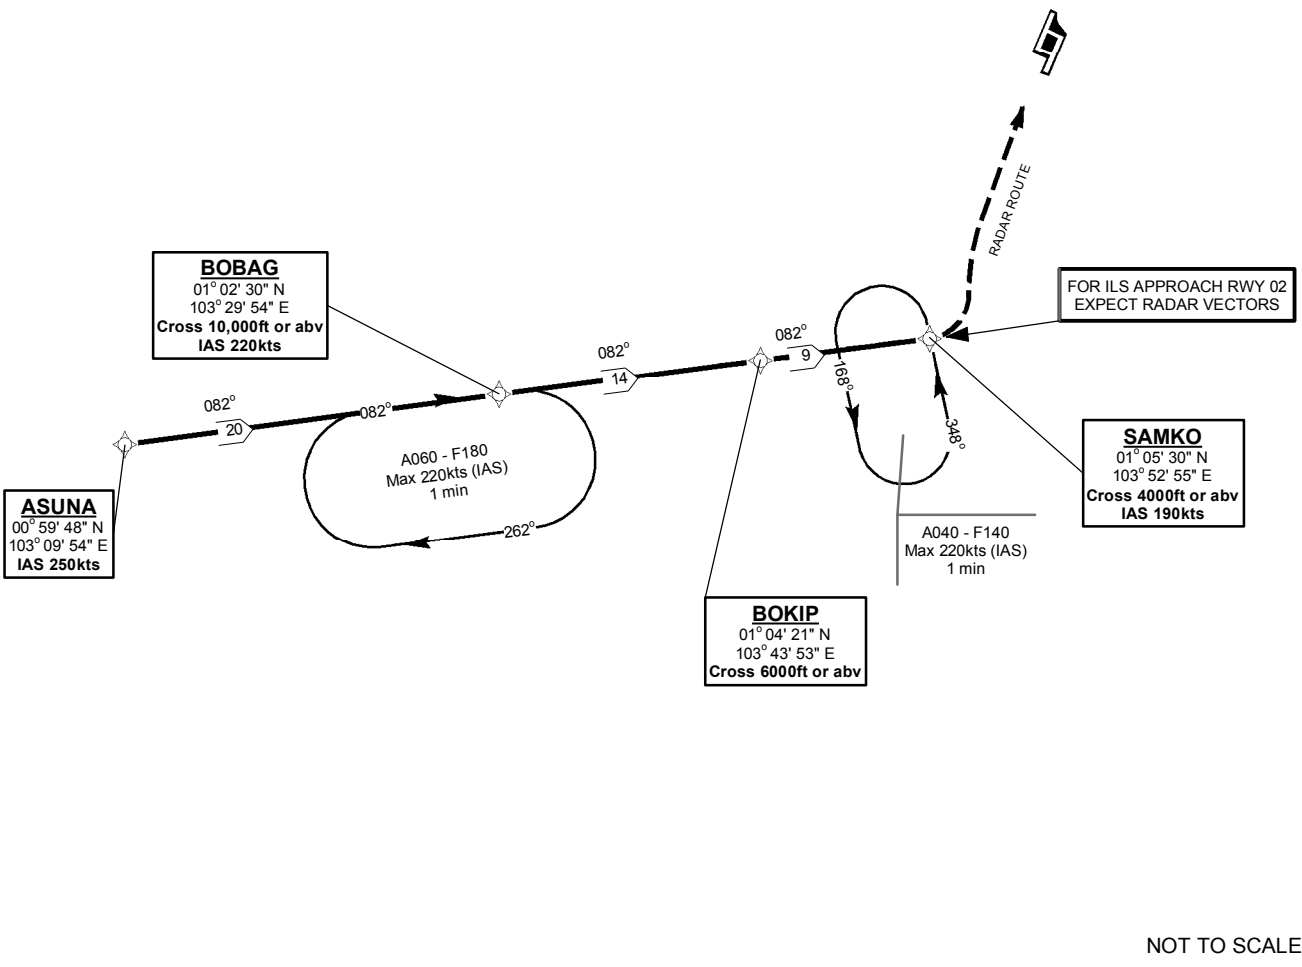 RADAR ROUTE
BOBAG
01° 02' 30" N
103° 29' 54" E
Cross 10,000ft or abv
IAS 220kts
FOR ILS APPROACH RWY 02
EXPECT RADAR VECTORS
082°
9
082°
14
082°
20
082°
168°
348°
A060 - F180
Max 220kts (IAS)
1 min
262°
ASUNA
00° 59' 48" N
103° 09' 54" E
IAS 250kts
SAMKO
01° 05' 30" N
103° 52' 55" E
Cross 4000ft or abv
IAS 190kts
A040 - F140
Max 220kts (IAS)
1 min
BOKIP
01° 04' 21" N
103° 43' 53" E
Cross 6000ft or abv
NOT TO SCALE